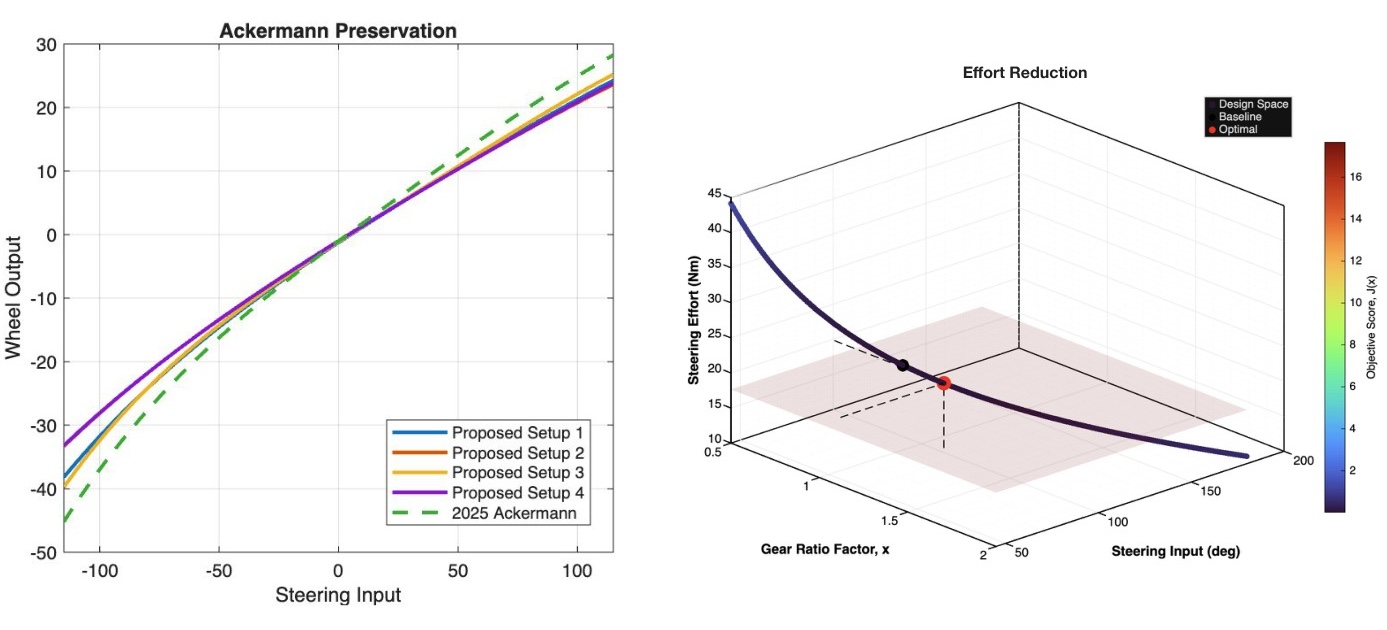 Ackermann Preservation
30
20
10
0
-10
-20
-30
-40
-50
Wheel Output
-100
-50
0
50
100
Steering Input
Proposed Setup 1
Proposed Setup 2
Proposed Setup 3
Proposed Setup 4
2025 Ackermann
Effort Reduction
Design Space
Baseline
Optimal
45
40
35
30
25
20
15
10
Steering Effort (Nm)
0.5
1
1.5
2
Gear Ratio Factor, x
50
100
150
200
Steering Input (deg)
16
14
12
10
8
6
4
2
Objective Score, J(x)